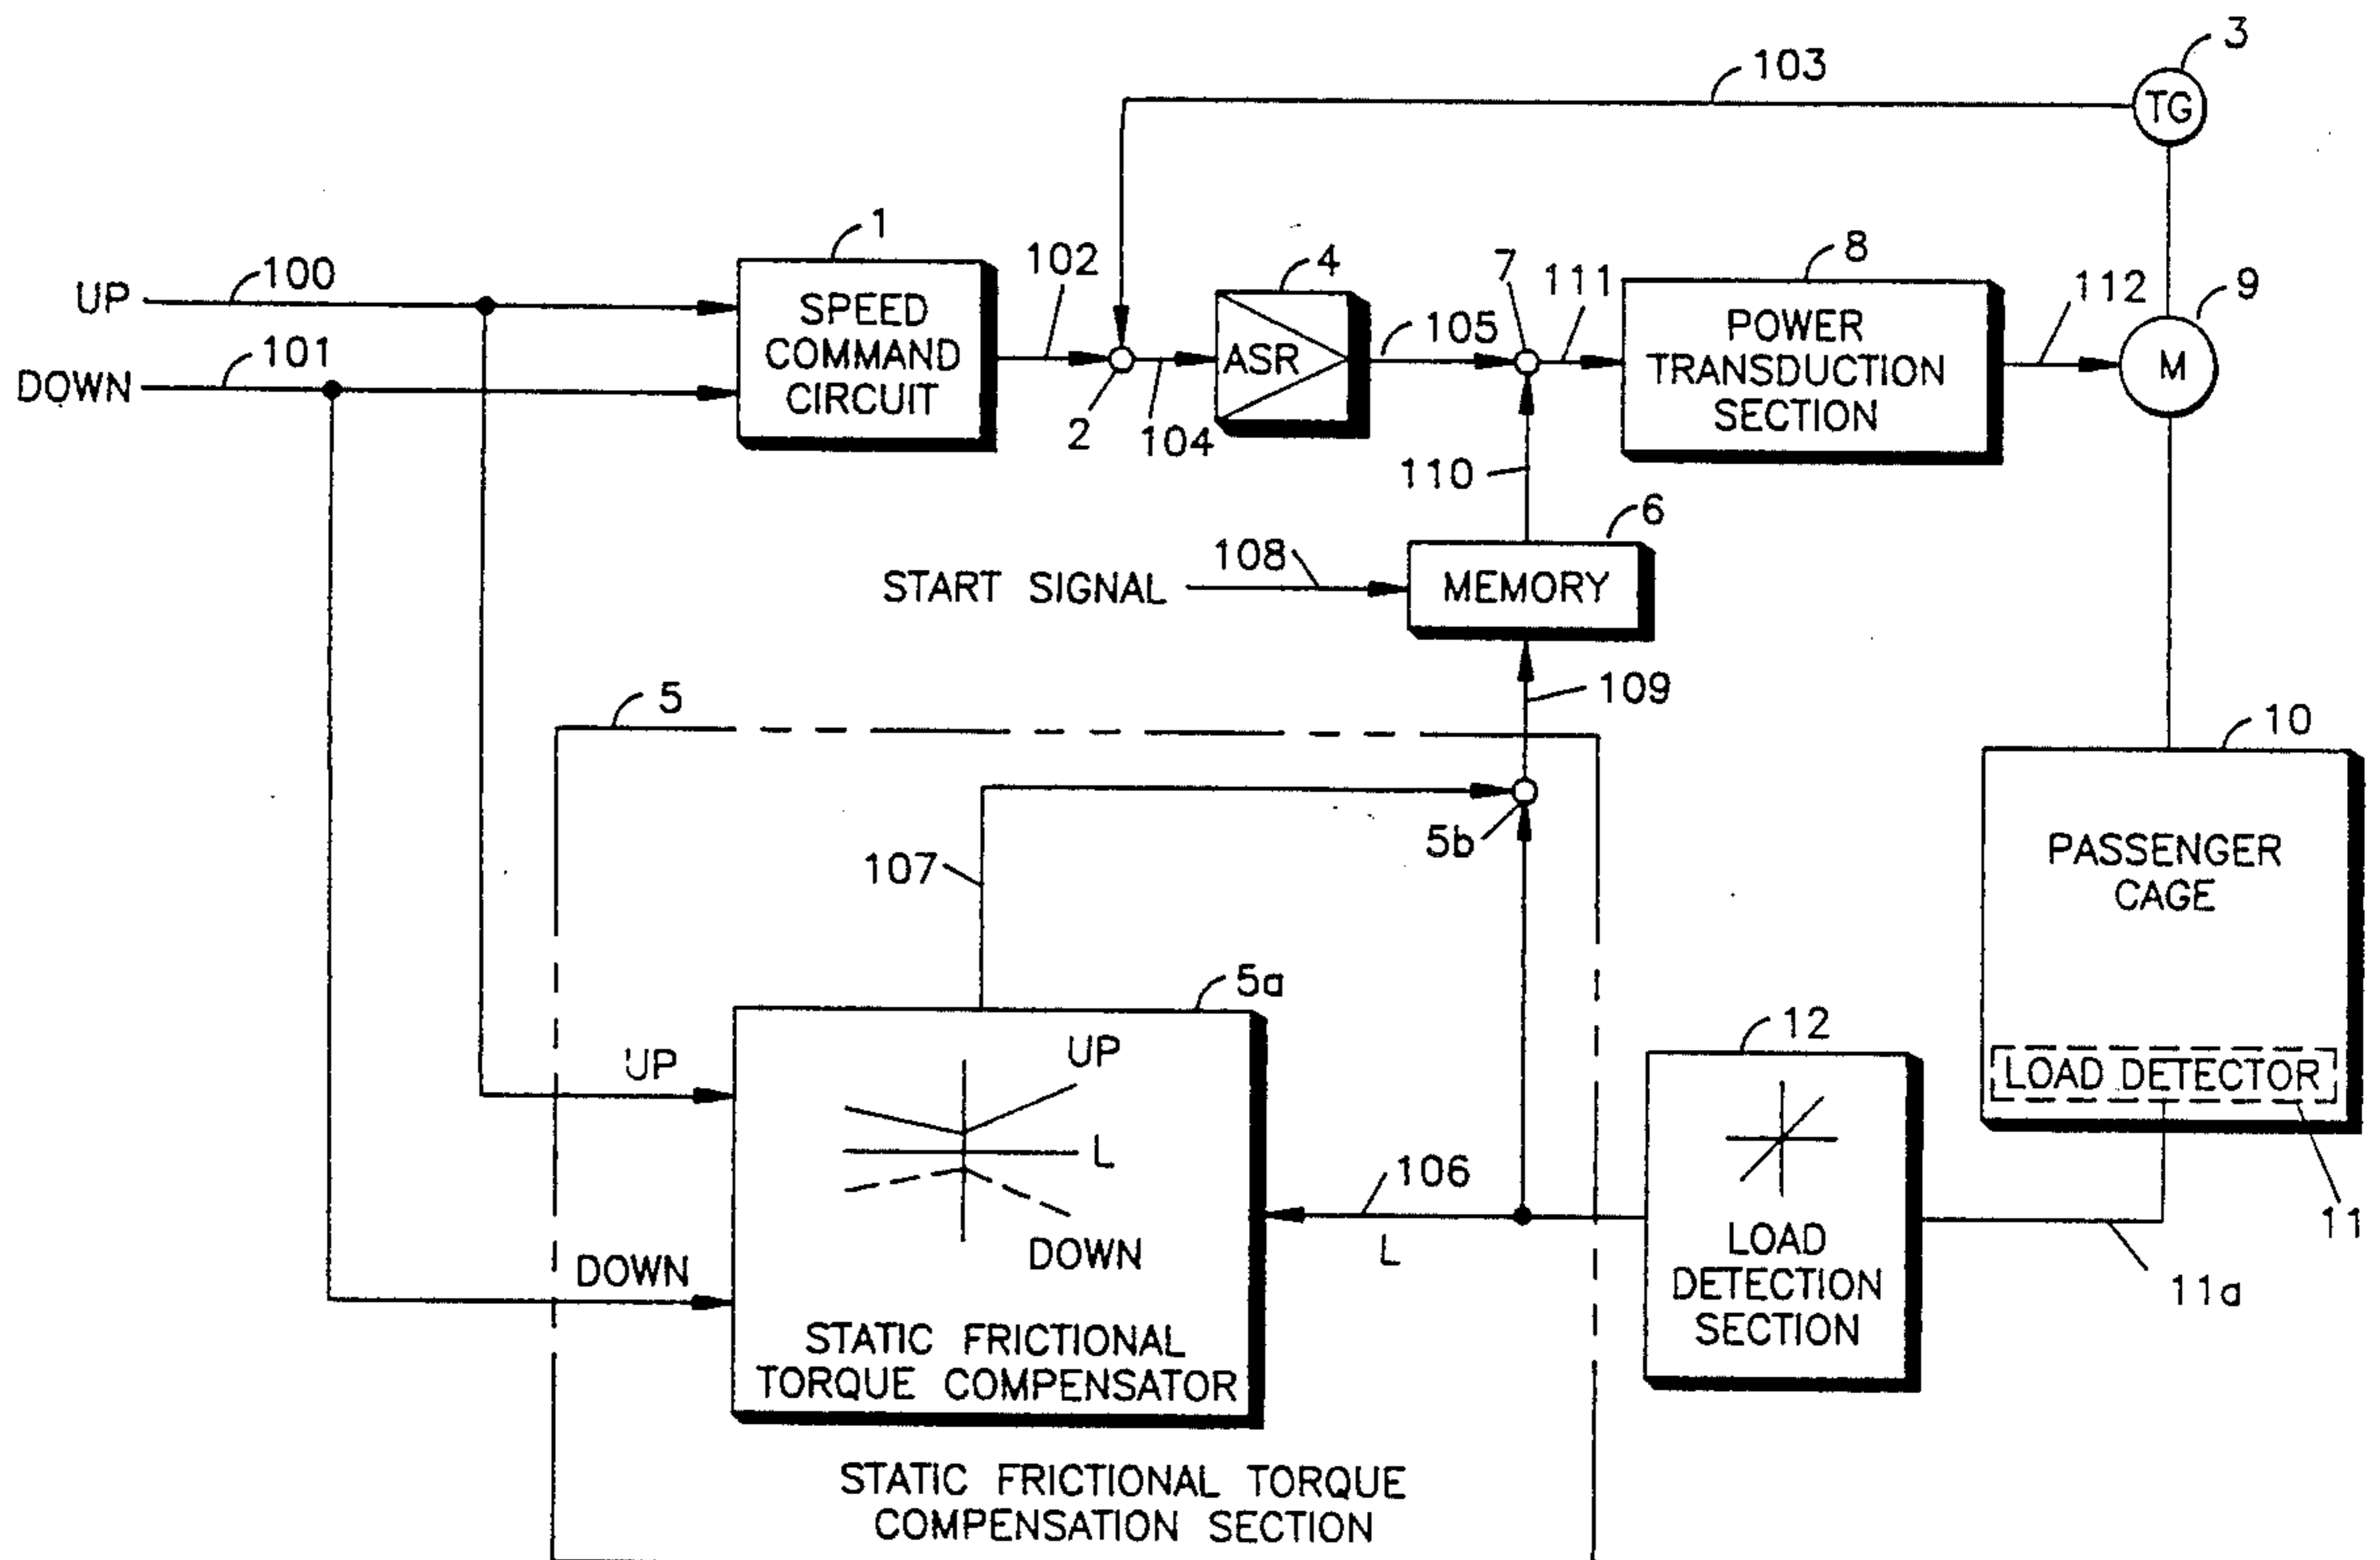 3
103
TG
1
4
7
8
9
100
102
111
112
UP
SPEED
COMMAND
CIRCUIT
105
POWER
TRANSDUCTION
SECTION
101
ASR
M
DOWN
2
104
110
6
108
START SIGNAL
MEMORY
5
109
10
5b
PASSENGER
CAGE
107
5a
12
UP
UP
LOAD DETECTOR
L
106
11
DOWN
DOWN
L
LOAD
DETECTION
SECTION
11a
STATIC FRICTIONAL
TORQUE COMPENSATOR
STATIC FRICTIONAL TORQUE
COMPENSATION SECTION